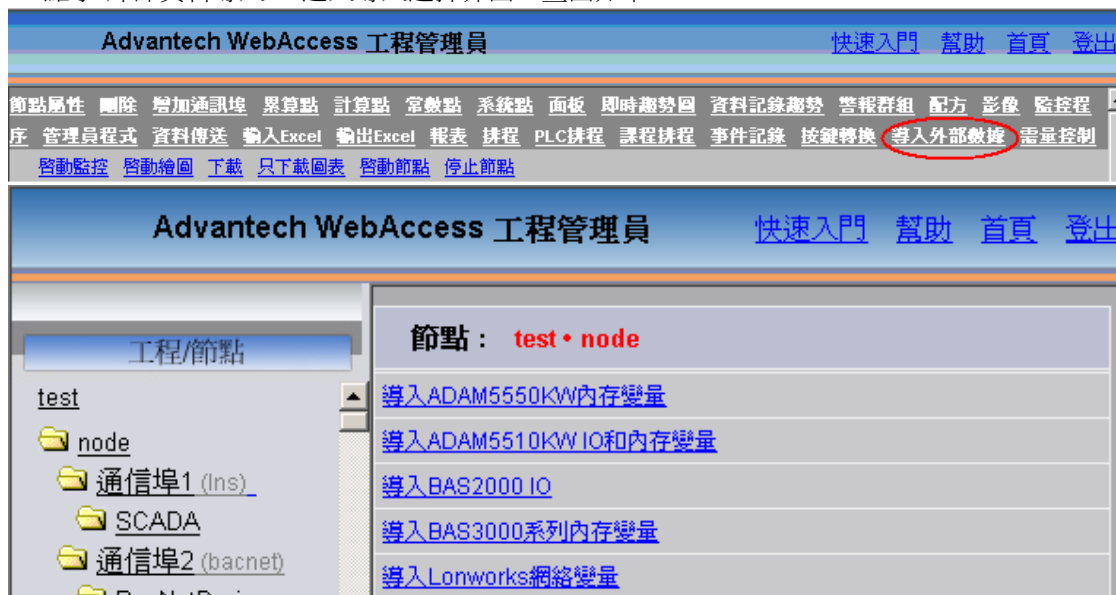 Advantech WebAccess 工程管理員 快速入門 幫助 首頁 登出
節點屬性 刪除 增加通訊埠 累算點 計算點 常數點 系統點 面板 即時趨勢圖 資料記錄趨勢 警報群組 配方 影像 監控程
序 管理員程式 資料傳送 輸入Excel 輸出Excel 報表 排程 PLC排程 課程排程 事件記錄 按鍵轉換 導入外部數據 需量控制
啓動監控 啓動繪圖 下載 只下載圖表 啓動節點 停止節點
Advantech WebAccess 工程管理員 快速入門 幫助 首頁 登出
工程/節點
節點： test • node
test
導入ADAM5550KW內存變量
node
導入ADAM5510KW IO和內存變量
通信埠1 (lns)
導入BAS2000 IO
SCADA
導入BAS3000系列內存變量
通信埠2 (bacnet)
導入Lonworks網絡變量